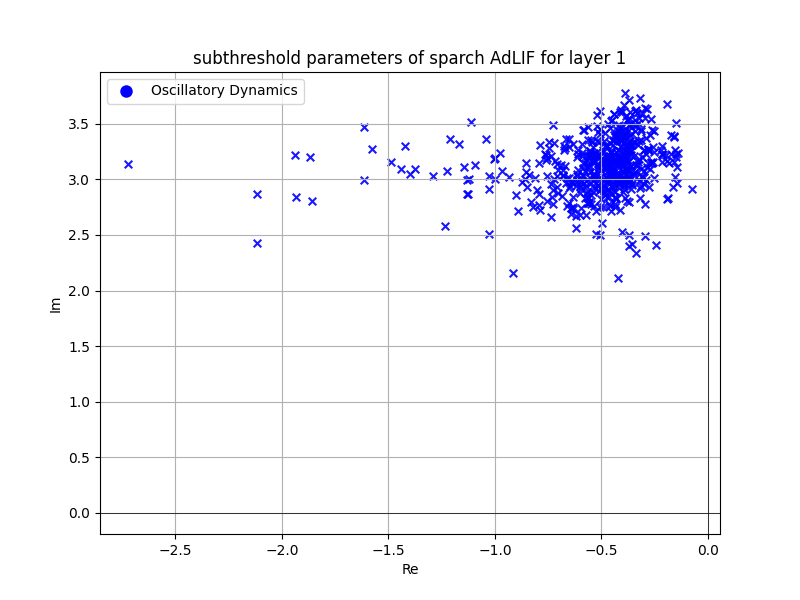 subthreshold parameters of sparch AdLIF for layer 1
Oscillatory Dynamics
3.5
3.0
2.5
2.0
1.5
1.0
0.5
0.0
Im
−2.5 −2.0 −1.5 −1.0 −0.5 0.0
Re